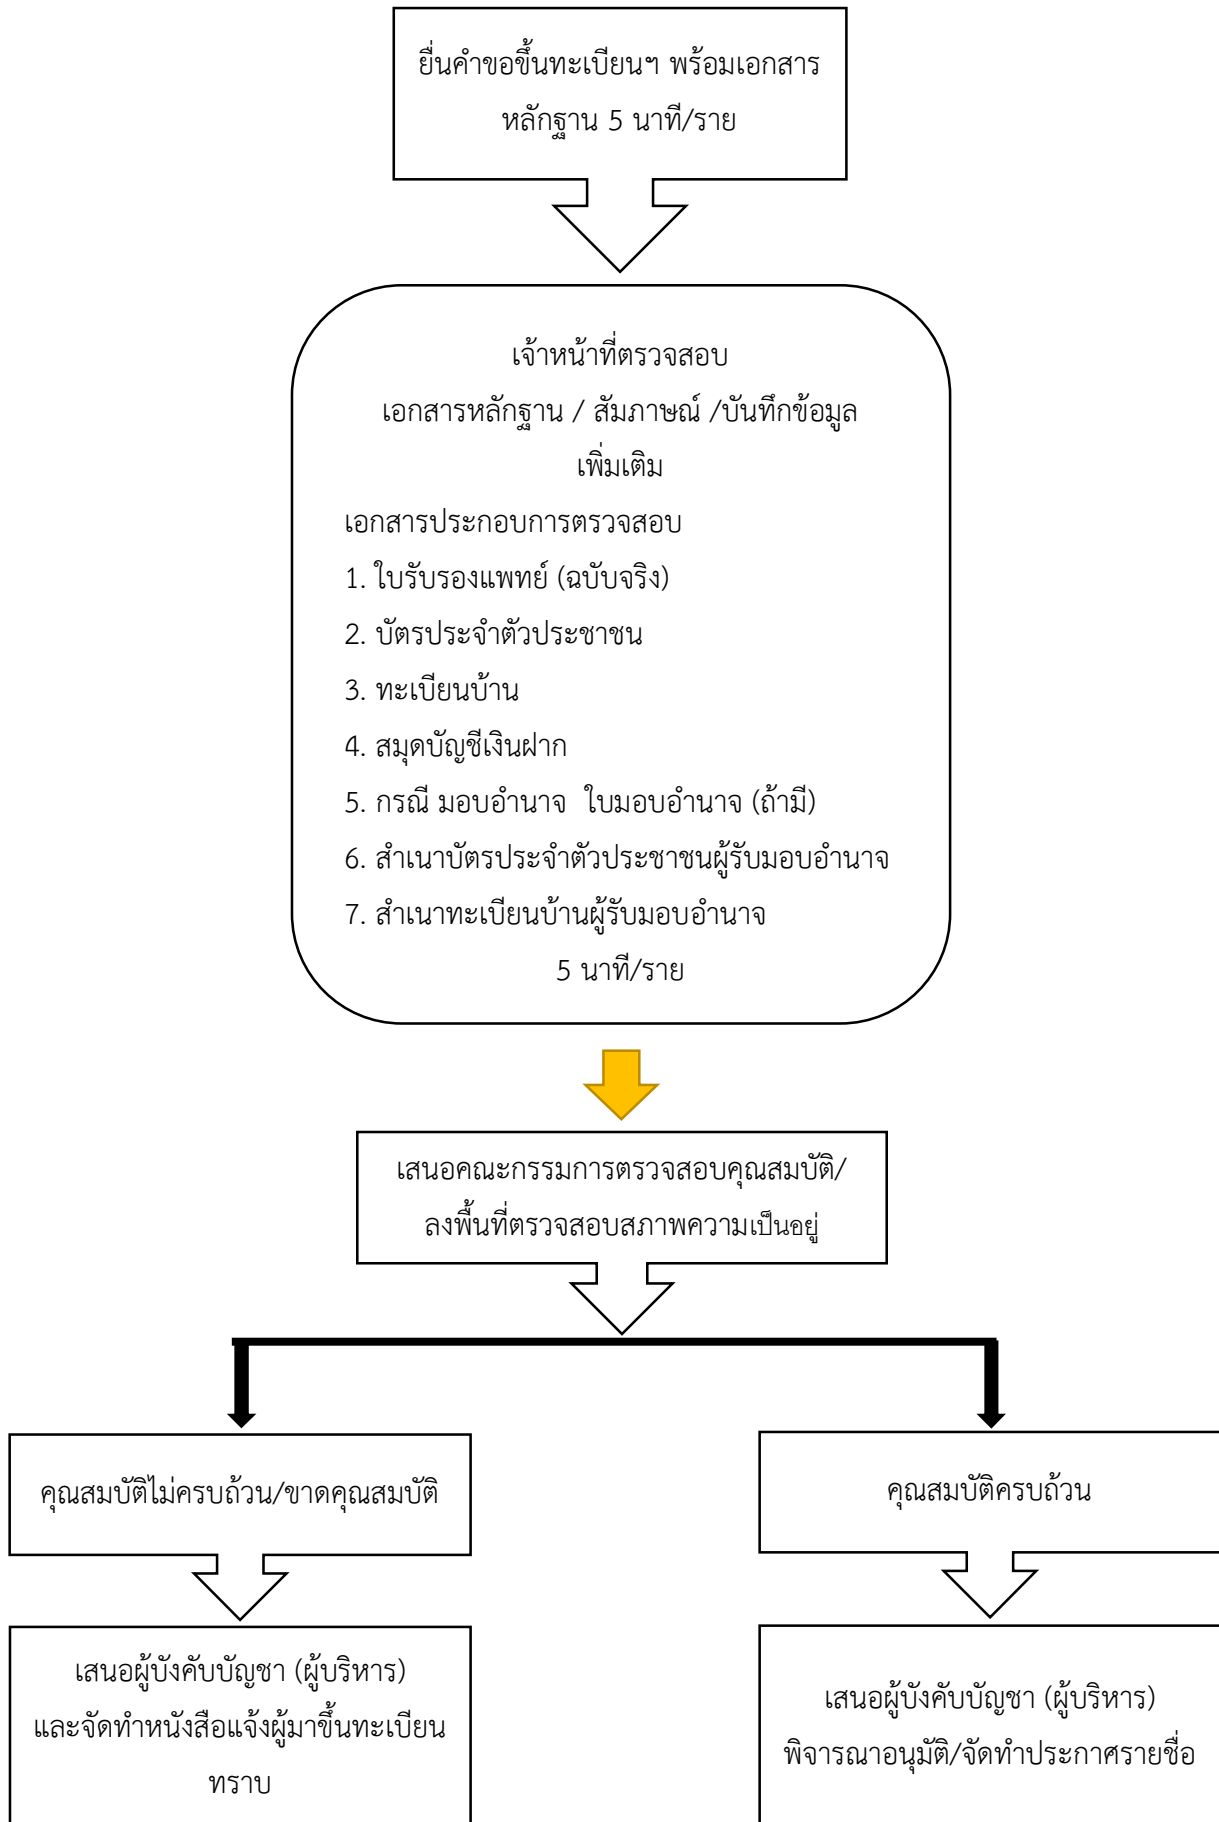 ยื่นคำขอขึ้นทะเบียนฯ พร้อมเอกสาร
หลักฐาน 5 นาที/ราย
เจ้าหน้าที่ตรวจสอบ
เอกสารหลักฐาน / สัมภาษณ์ /บันทึกข้อมูล
เพิ่มเติม
เอกสารประกอบการตรวจสอบ
1. ใบรับรองแพทย์ (ฉบับจริง)
2. บัตรประจำตัวประชาชน
3. ทะเบียนบ้าน
4. สมุดบัญชีเงินฝาก
5. กรณี มอบอำนาจ ใบมอบอำนาจ (ถ้ามี)
6. สำเนาบัตรประจำตัวประชาชนผู้รับมอบอำนาจ
7. สำเนาทะเบียนบ้านผู้รับมอบอำนาจ
5 นาที/ราย
เสนอคณะกรรมการตรวจสอบคุณสมบัติ/
ลงพื้นที่ตรวจสอบสภาพความเป็นอยู่
คุณสมบัติไม่ครบถ้วน/ขาดคุณสมบัติ
เสนอผู้บังคับบัญชา (ผู้บริหาร)
และจัดทำหนังสือแจ้งผู้มาขึ้นทะเบียน
ทราบ
คุณสมบัติครบถ้วน
เสนอผู้บังคับบัญชา (ผู้บริหาร)
พิจารณาอนุมัติ/จัดทำประกาศรายชื่อ